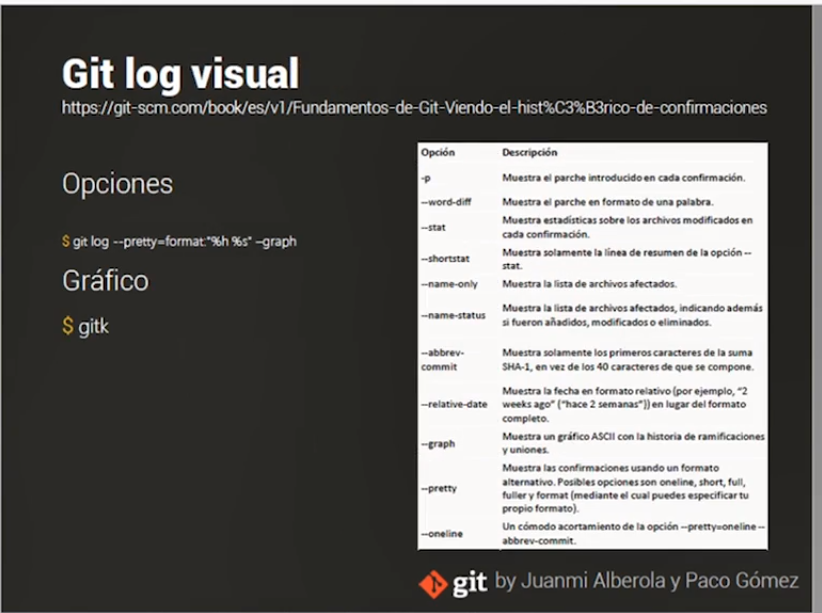 Git log visual
https://git-scm.com/book/es/v1/Fundamentos-de-Git-Viendo-el-hist%C3%B3rico-de-confirmaciones
Opciones
$ git log --pretty=format:"%h %s" –graph
Gráfico
$ gitk
Opción Descripción
-p Muestra el parche introducido en cada confirmación.
--word-diff Muestra el parche en formato de una palabra.
--stat Muestra estadísticas sobre los archivos modificados en
cada confirmación.
--shortstat Muestra solamente la línea de resumen de la opción --
stat.
--name-only Muestra la lista de archivos afectados.
--name-status Muestra la lista de archivos afectados, indicando además
si fueron añadidos, modificados o eliminados.
--abbrev-
commit Muestra solamente los primeros caracteres de la suma
SHA-1, en vez de los 40 caracteres de que se compone.
--relative-date Muestra la fecha en formato relativo (por ejemplo, “2
weeks ago” (“hace 2 semanas”)) en lugar del formato
completo.
--graph Muestra un gráfico ASCII con la historia de ramificaciones
y uniones.
--pretty Muestra las confirmaciones usando un formato
alternativo. Posibles opciones son oneline, short, full,
fuller y format (mediante el cual puedes especificar tu
propio formato).
--oneline Un cómodo acortamiento de la opción --pretty=oneline --
abbrev-commit.
git by Juanmi Alberola y Paco Gómez